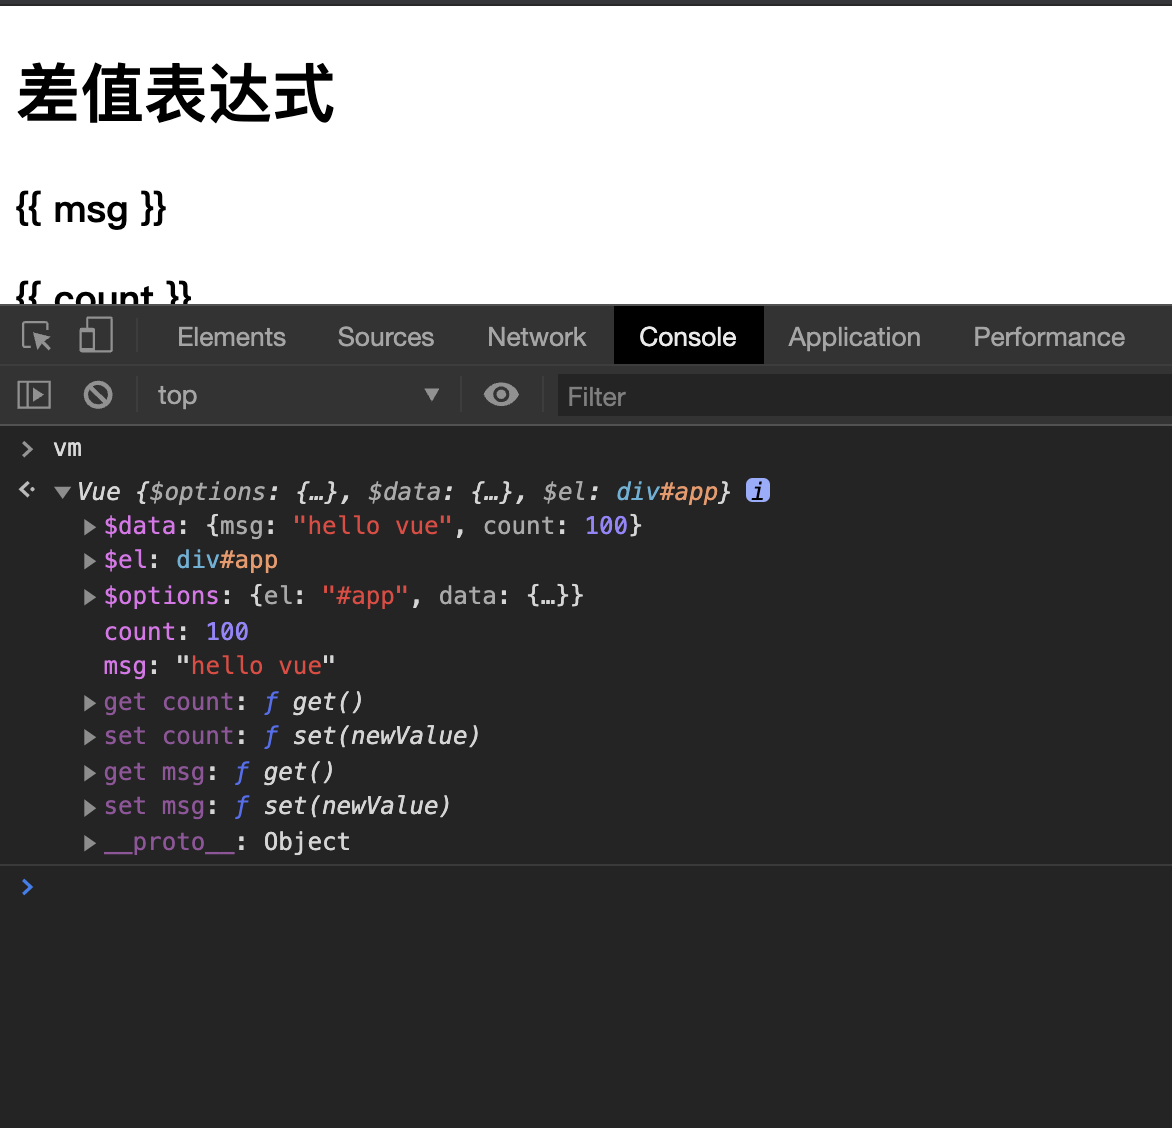 差值表达式
{{ msg }}
{{ count }}
Elements Sources Network Console Application Performance
top ▼ Filter
> vm
Vue {$options: {…}, $data: {…}, $el: div#app} i
$data: {msg: "hello vue", count: 100}
$el: div#app
$options: {el: "#app", data: {…}}
count: 100
msg: "hello vue"
get count: ƒ get()
set count: ƒ set(newValue)
get msg: ƒ get()
set msg: ƒ set(newValue)
__proto__: Object
>